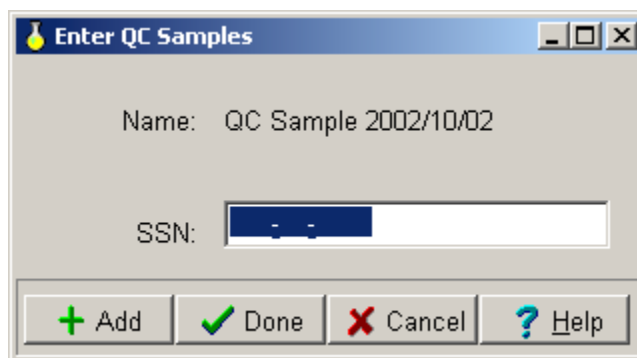 Enter QC Samples
Name: QC Sample 2002/10/02
SSN: - -
Add Done Cancel Help